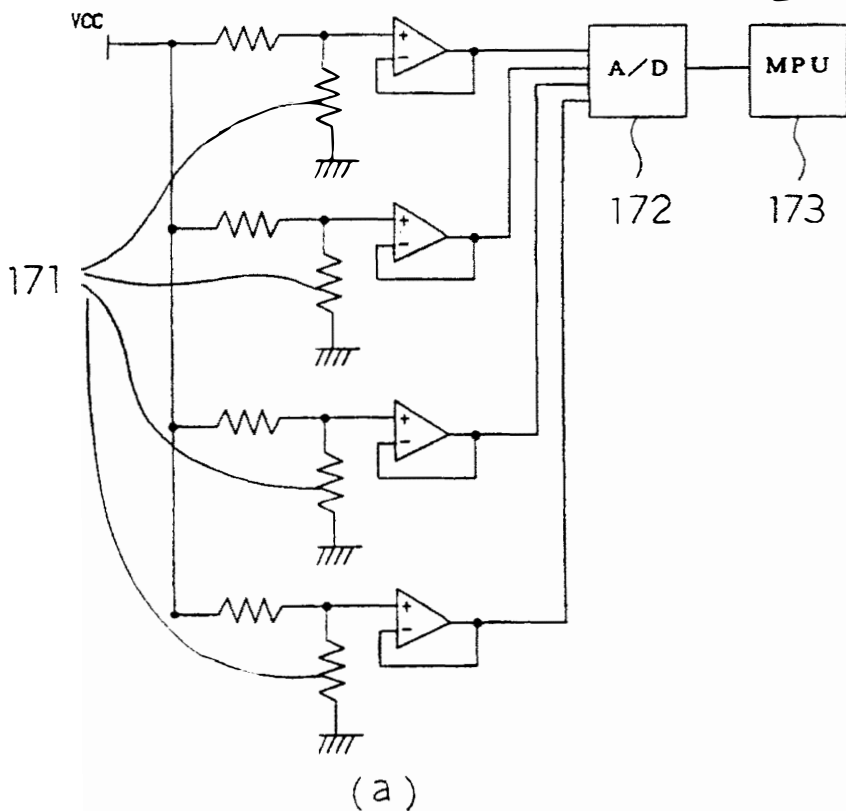 VCC
+
-
A/D
MPU
172
173
+
-
171
+
-
+
-
(a)